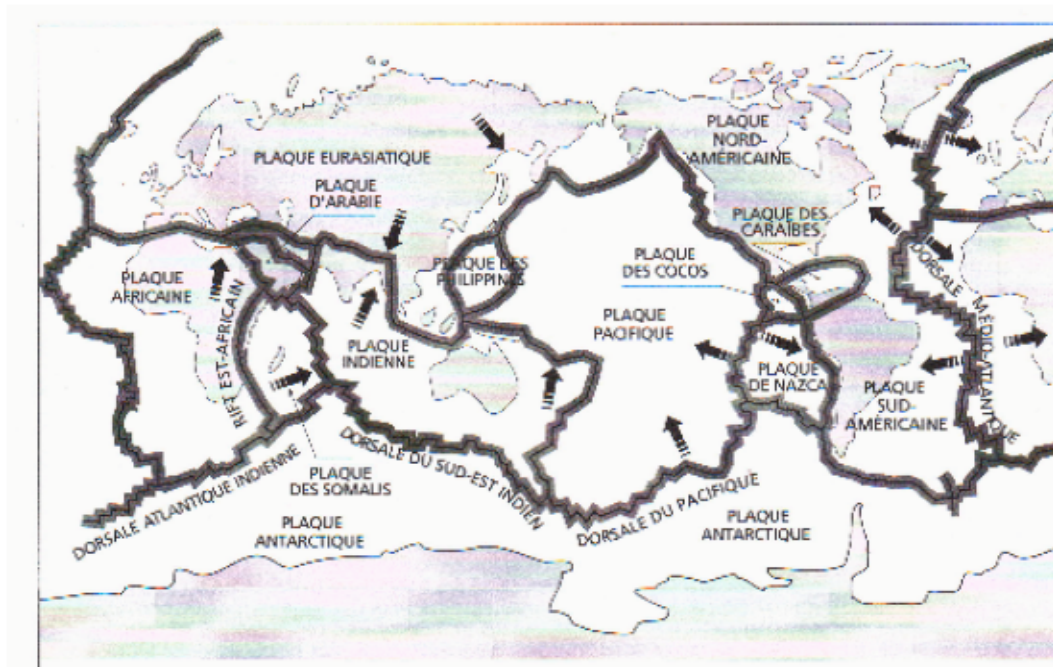 PLAQUE
NORD-
AMÉRICAINE
PLAQUE EURASIATIQUE
PLAQUE
D'ARABIE
PLAQUE DES
CARAÏBES
PLAQUE DES
PHILIPPINES
PLAQUE
DES COCOS
PLAQUE
AFRICAINE
RIFT EST-AFRICAIN
PLAQUE
INDIENNE
PLAQUE
PACIFIQUE
PLAQUE
DE NAZCA
PLAQUE
SUD-
AMÉRICAINE
DORSALE MÉDIO-ATLANTIQUE
DORSALE ATLANTIQUE INDIENNE
PLAQUE
DES SOMALIS
DORSALE DU SUD-EST INDIEN
DORSALE DU PACIFIQUE
PLAQUE
ANTARCTIQUE
PLAQUE
ANTARCTIQUE